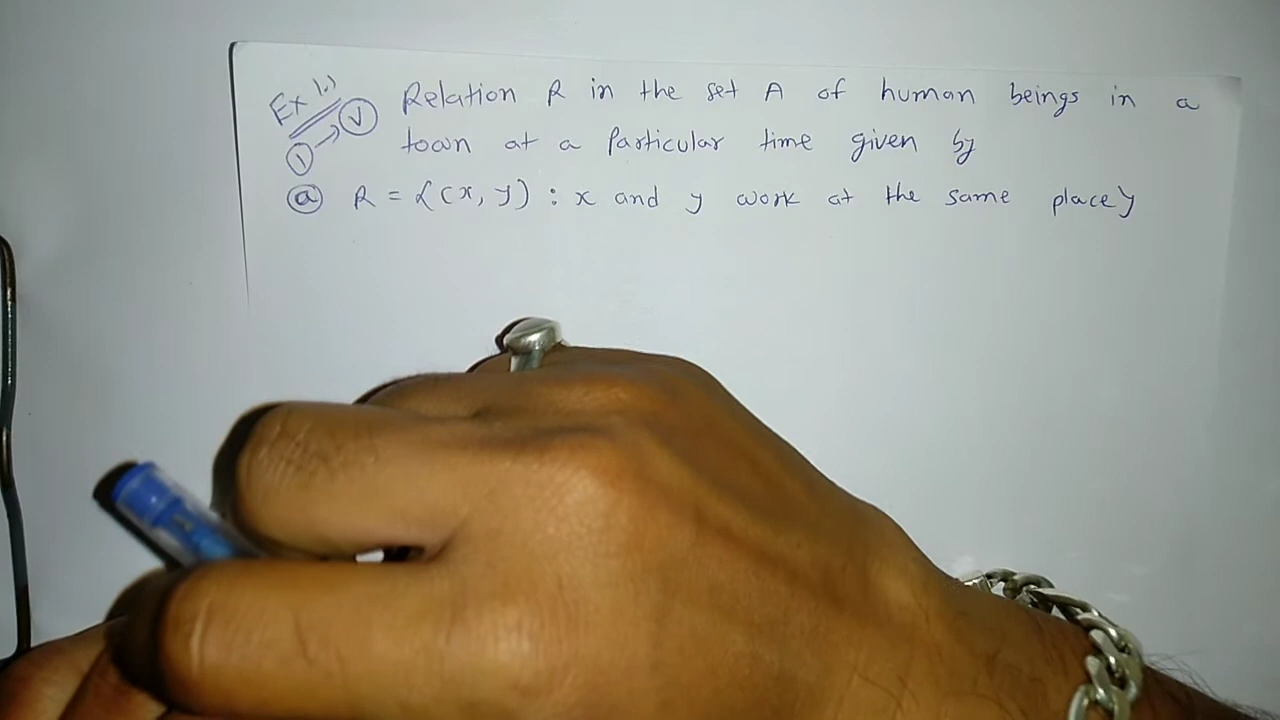 Ex 1.1 Relation R in the set A of human beings in a
① → ⓥ town at a particular time given by
ⓐ R = {(x, y) : x and y work at the same place}